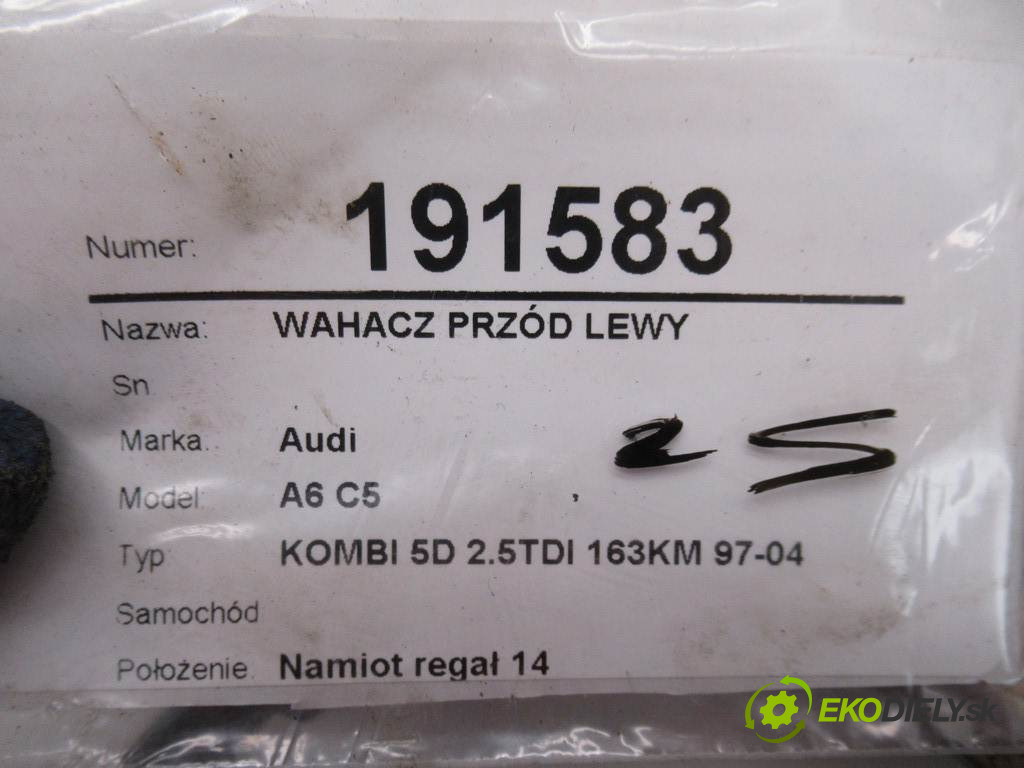 Numer: 191583
Nazwa: WAHACZ PRZÓD LEWY
Sn
Marka: Audi 25
Model: A6 C5
Typ KOMBI 5D 2.5TDI 163KM 97-04
Samochód
Położenie: Namiot regał 14
EKODIELY.sk